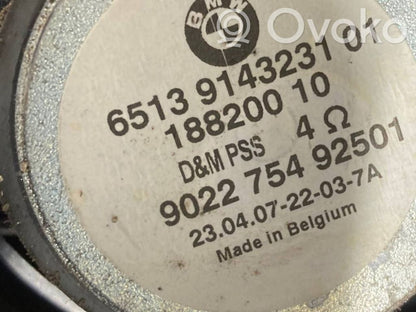 BMW
Ovoko
6513 9143231 01
188200 10
D&M PSS 4 Ω
9022 754 92501
23.04.07-22-03-7A
Made in Belgium